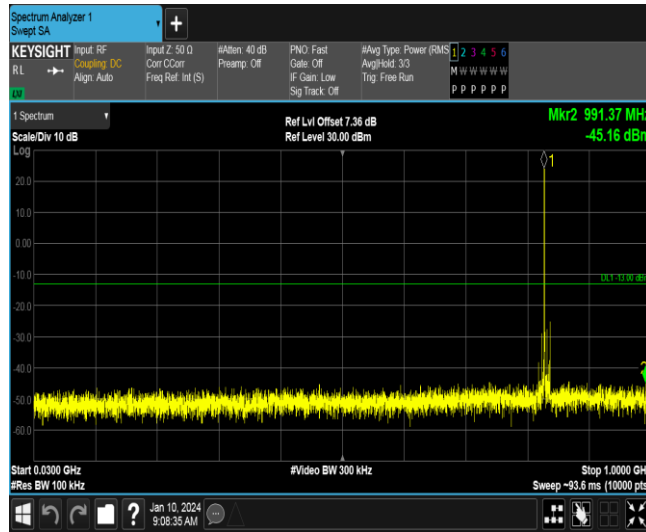 Spectrum Analyzer 1
Swept SA
+
KEYSIGHT
RL
LXI
Input: RF
Coupling: DC
Align: Auto
Input Z: 50 Ω
Corr CCorr
Freq Ref: Int (S)
#Atten: 40 dB
Preamp: Off
PNO: Fast
Gate: Off
IF Gain: Low
Sig Track: Off
#Avg Type: Power (RMS
Avg|Hold: 3/3
Trig: Free Run
1 2 3 4 5 6
M W W W W W
P P P P P P
1 Spectrum
Scale/Div 10 dB
Log
Ref Lvl Offset 7.36 dB
Ref Level 30.00 dBm
Mkr2 991.37 MHz
-45.16 dBm
1
20.0
10.0
0.00
-10.0
DL1 -13.00 dBm
-20.0
-30.0
-40.0
-50.0
-60.0
Start 0.0300 GHz
#Res BW 100 kHz
#Video BW 300 kHz
Stop 1.0000 GH
Sweep ~93.6 ms (10000 pts
?
Jan 10, 2024
9:08:35 AM